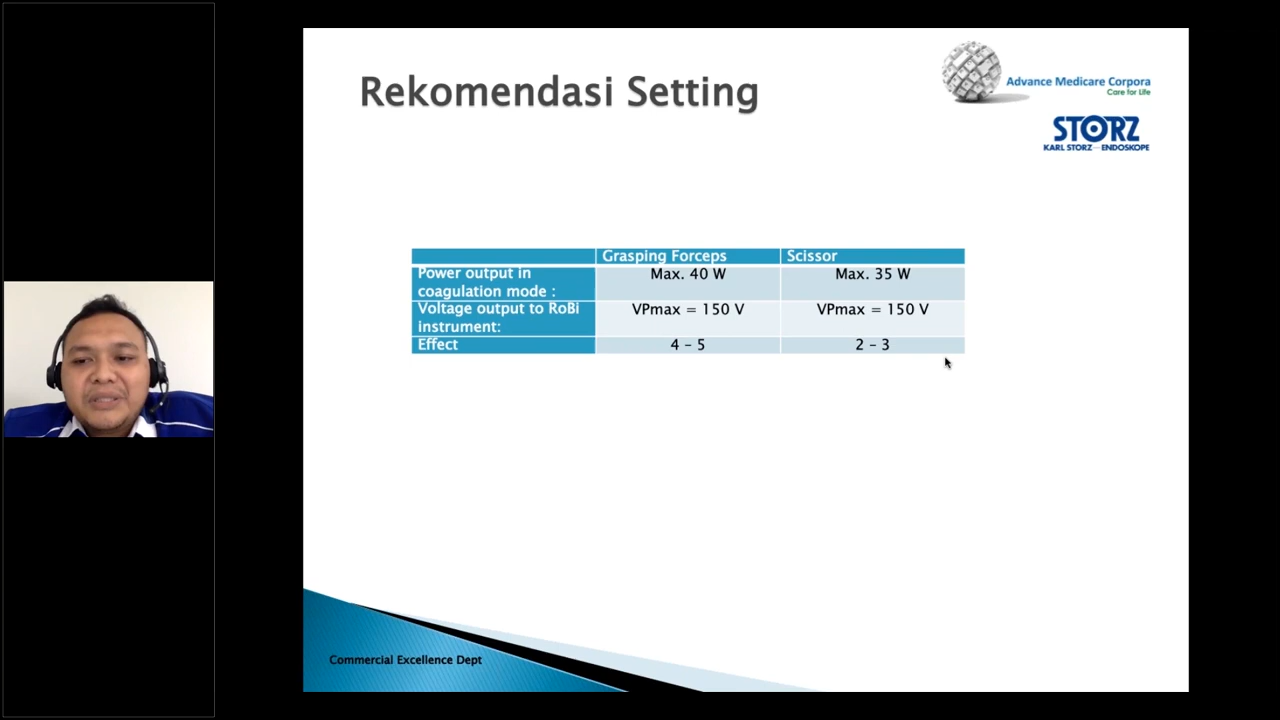 Rekomendasi Setting
Advance Medicare Corpora
Care for Life
STORZ
KARL STORZ—ENDOSKOPE
Grasping Forceps Scissor
Power output in
coagulation mode :
Max. 40 W Max. 35 W
Voltage output to RoBi
instrument:
VPmax = 150 V VPmax = 150 V
Effect 4 – 5 2 – 3
Commercial Excellence Dept